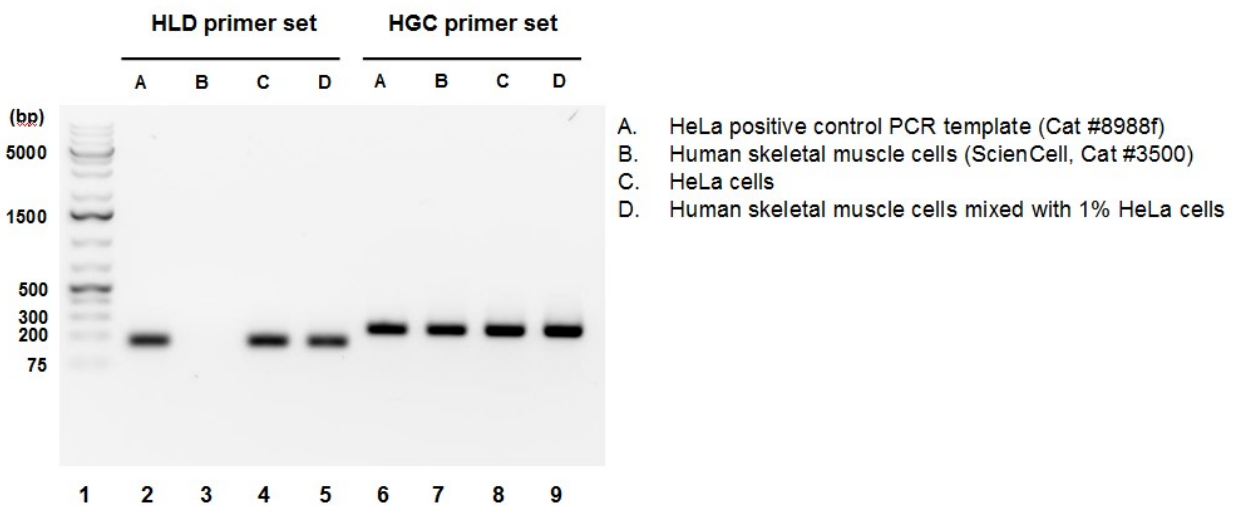 HLD primer set HGC primer set
A B C D A B C D
(bp)
5000
1500
500
300
200
75
A. HeLa positive control PCR template (Cat #8988f)
B. Human skeletal muscle cells (ScienCell, Cat #3500)
C. HeLa cells
D. Human skeletal muscle cells mixed with 1% HeLa cells
1 2 3 4 5 6 7 8 9